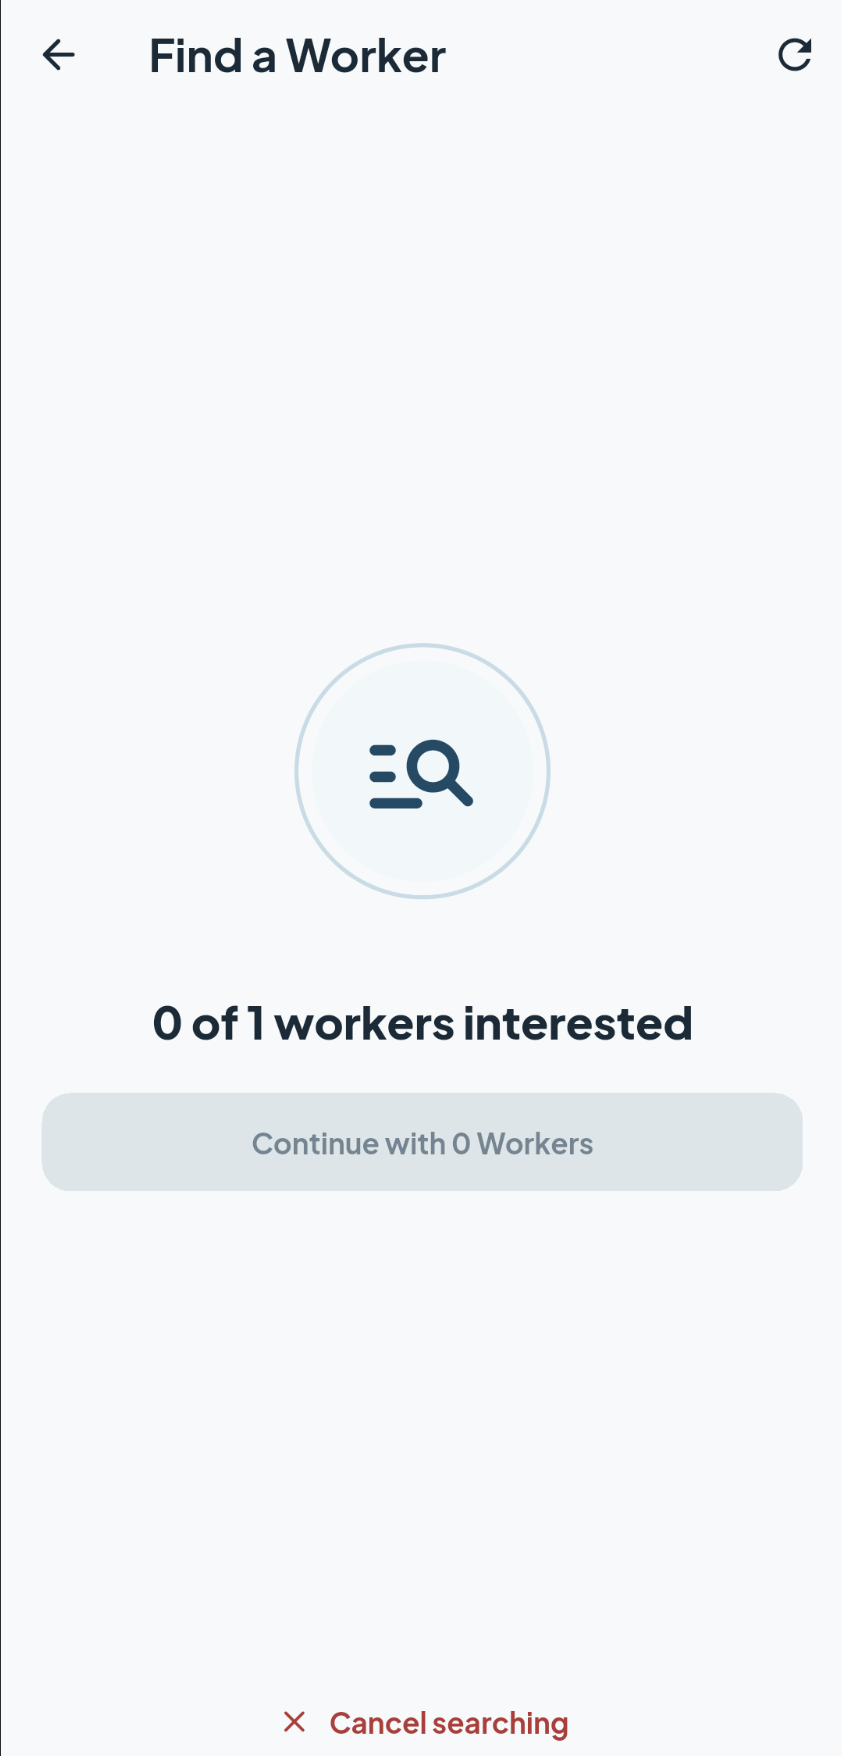 Find a Worker
0 of 1 workers interested
Continue with 0 Workers
Cancel searching